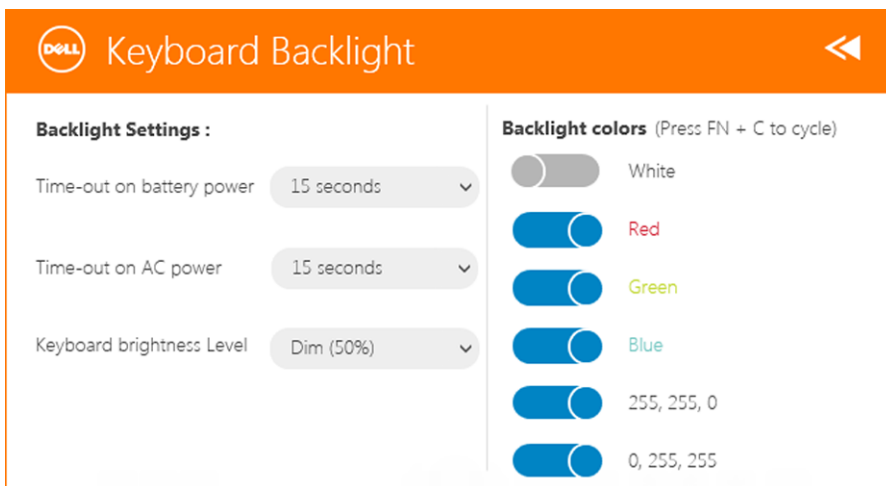 DELL Keyboard Backlight
Backlight Settings :
Time-out on battery power 15 seconds
Time-out on AC power 15 seconds
Keyboard brightness Level Dim (50%)
Backlight colors (Press FN + C to cycle)
White
Red
Green
Blue
255, 255, 0
0, 255, 255